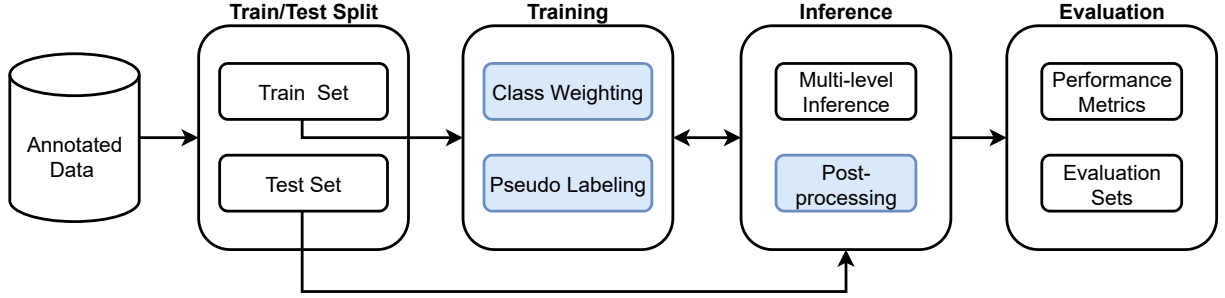 Train/Test Split
Training
Inference
Evaluation
Annotated
Data
Train Set
Test Set
Class Weighting
Pseudo Labeling
Multi-level
Inference
Post-
processing
Performance
Metrics
Evaluation
Sets